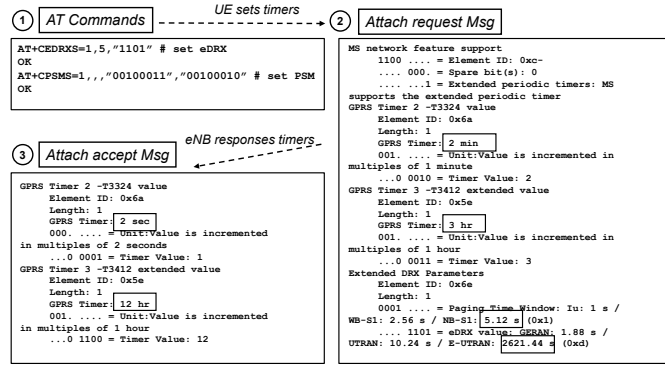 1 AT Commands
UE sets timers
AT+CEDRXS=1,5,"1101" # set eDRX
OK
AT+CPSMS=1,,,"00100011","00100010" # set PSM
OK
2 Attach request Msg
MS network feature support
1100 .... = Element ID: 0xc-
.... 000. = Spare bit(s): 0
.... ...1 = Extended periodic timers: MS
supports the extended periodic timer
GPRS Timer 2 -T3324 value
Element ID: 0x6a
Length: 1
GPRS Timer: 2 min
001. .... = Unit:Value is incremented in
multiples of 1 minute
...0 0010 = Timer Value: 2
GPRS Timer 3 -T3412 extended value
Element ID: 0x5e
Length: 1
GPRS Timer: 3 hr
001. .... = Unit:Value is incremented in
multiples of 1 hour
...0 0011 = Timer Value: 3
Extended DRX Parameters
Element ID: 0x6e
Length: 1
0001 .... = Paging Time Window: Iu: 1 s /
WB-S1: 2.56 s / NB-S1: 5.12 s (0x1)
.... 1101 = eDRX value: GERAN: 1.88 s /
UTRAN: 10.24 s / E-UTRAN: 2621.44 s (0xd)
eNB responses timers
3 Attach accept Msg
GPRS Timer 2 -T3324 value
Element ID: 0x6a
Length: 1
GPRS Timer: 2 sec
000. .... = Unit:Value is incremented
in multiples of 2 seconds
...0 0001 = Timer Value: 1
GPRS Timer 3 -T3412 extended value
Element ID: 0x5e
Length: 1
GPRS Timer: 12 hr
001. .... = Unit:Value is incremented
in multiples of 1 hour
...0 1100 = Timer Value: 12